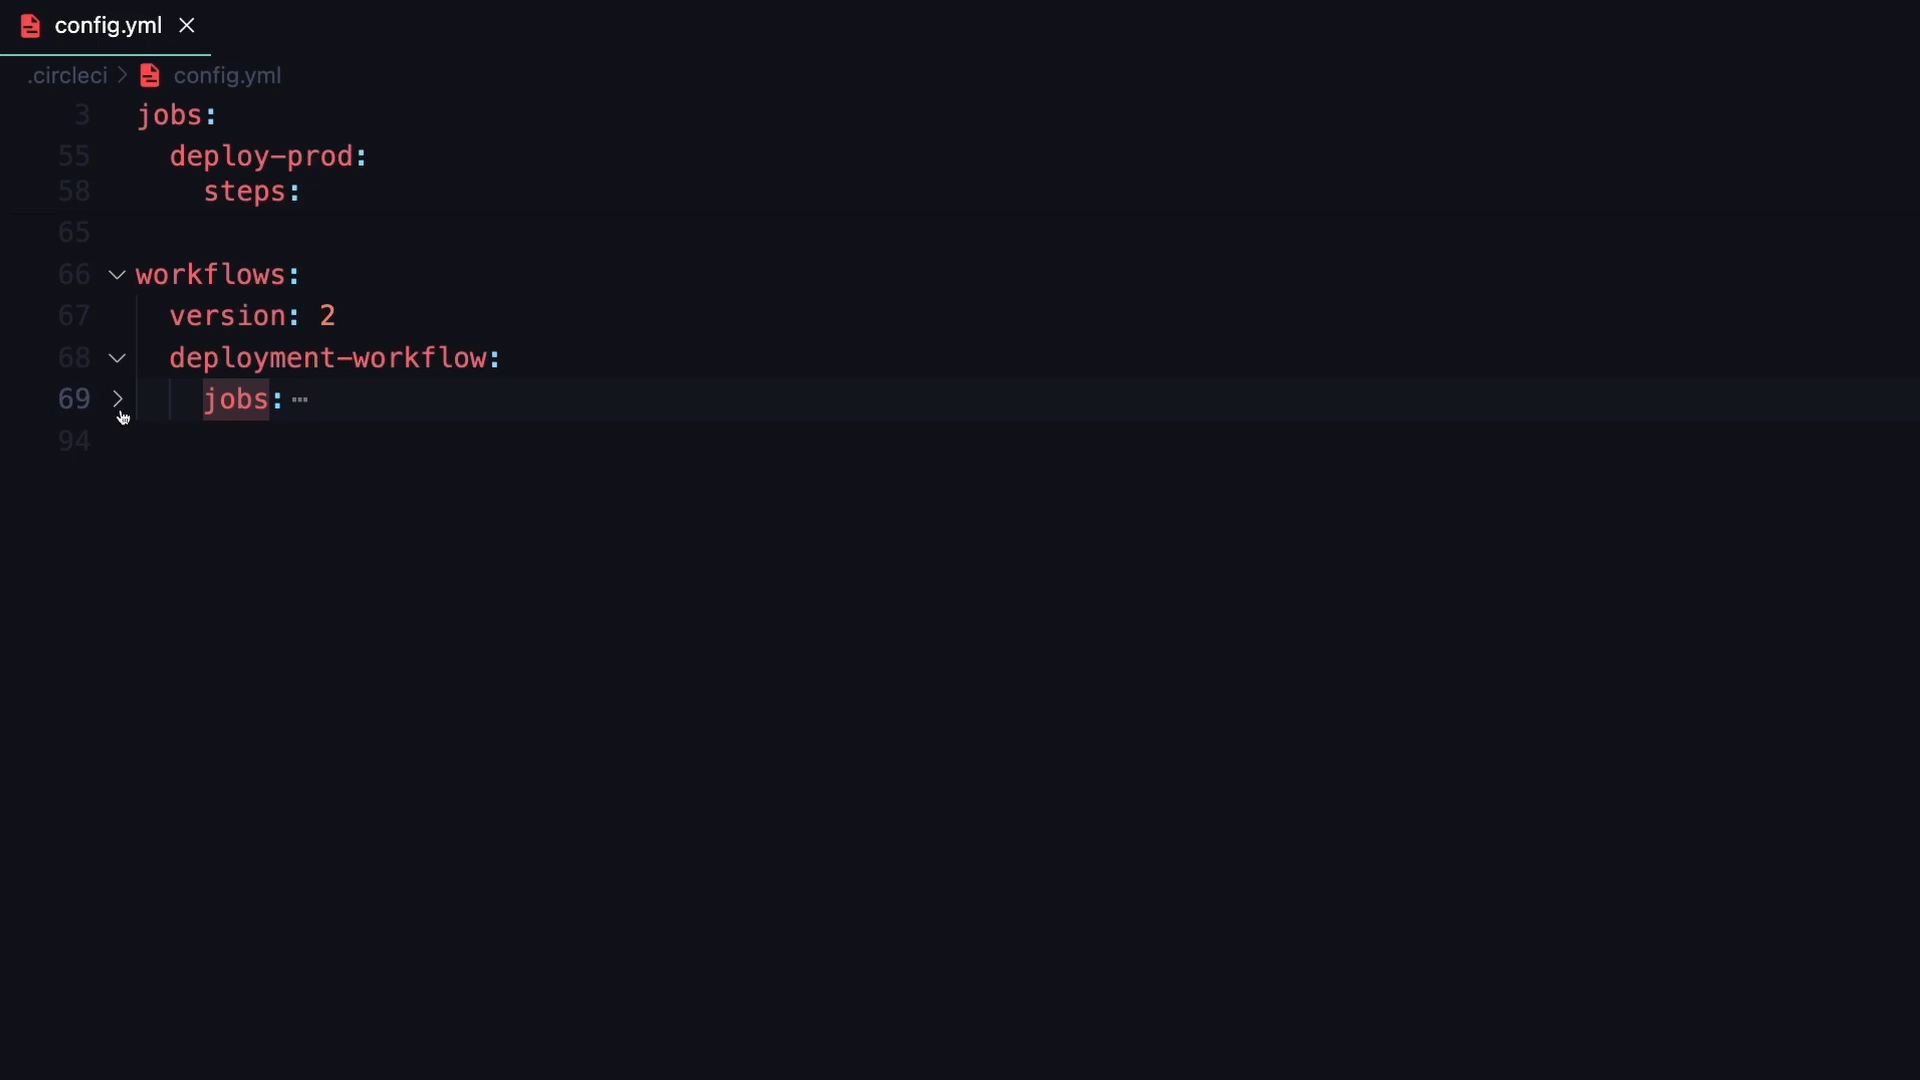 config.yml
.circleci > config.yml
3 jobs:
55 deploy-prod:
58 steps:
65
66 workflows:
67 version: 2
68 deployment-workflow:
69 jobs: …
94